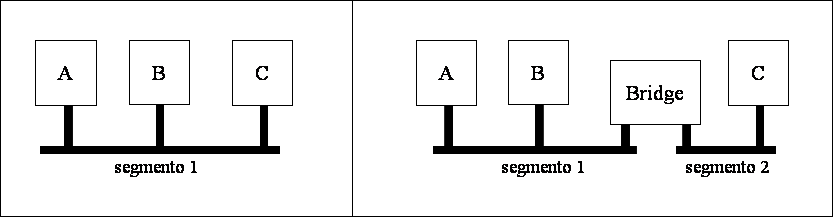 A B C
segmento 1
A B Bridge C
segmento 1 segmento 2